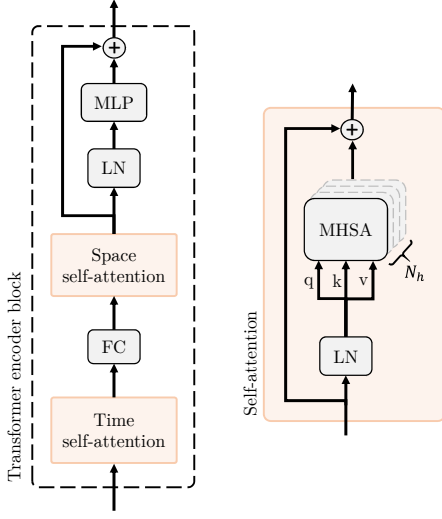 +
MLP
LN
Space
self-attention
FC
Time
self-attention
Transformer encoder block
+
MHSA
N_h
q k v
LN
Self-attention